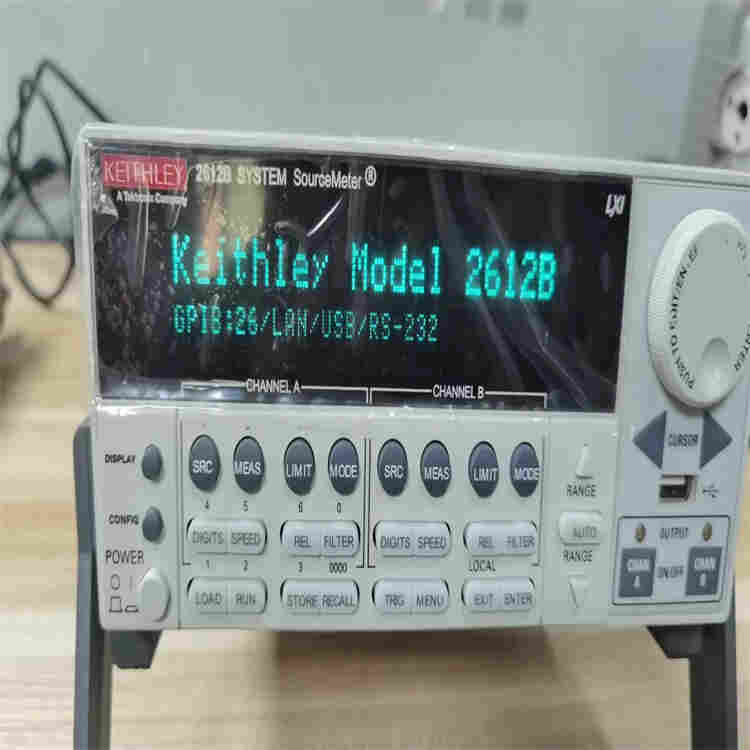 KEITHLEY
A Tektronix Company
2612B SYSTEM SourceMeter®
LXI
Keithley Model 2612B
GPIB:26/LAN/USB/RS-232
CHANNEL A
CHANNEL B
PUSH TO ENTER
CURSOR
DISPLAY
SRC MEAS LIMIT MODE SRC MEAS LIMIT MODE
RANGE
4 5 6 0
CONFIG
DIGITS SPEED REL FILTER DIGITS SPEED REL FILTER
AUTO
OUTPUT
RANGE
POWER
1 2 3 0000 LOCAL
CHAN A
ON/OFF
CHAN B
LOAD RUN STORE RECALL TRIG MENU EXIT ENTER